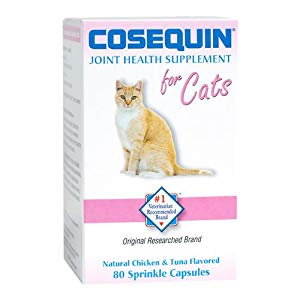 COSEQUIN®
JOINT HEALTH SUPPLEMENT
for Cats
#1
Veterinarian
Recommended
Brand
Original Researched Brand
Natural Chicken & Tuna Flavored
80 Sprinkle Capsules